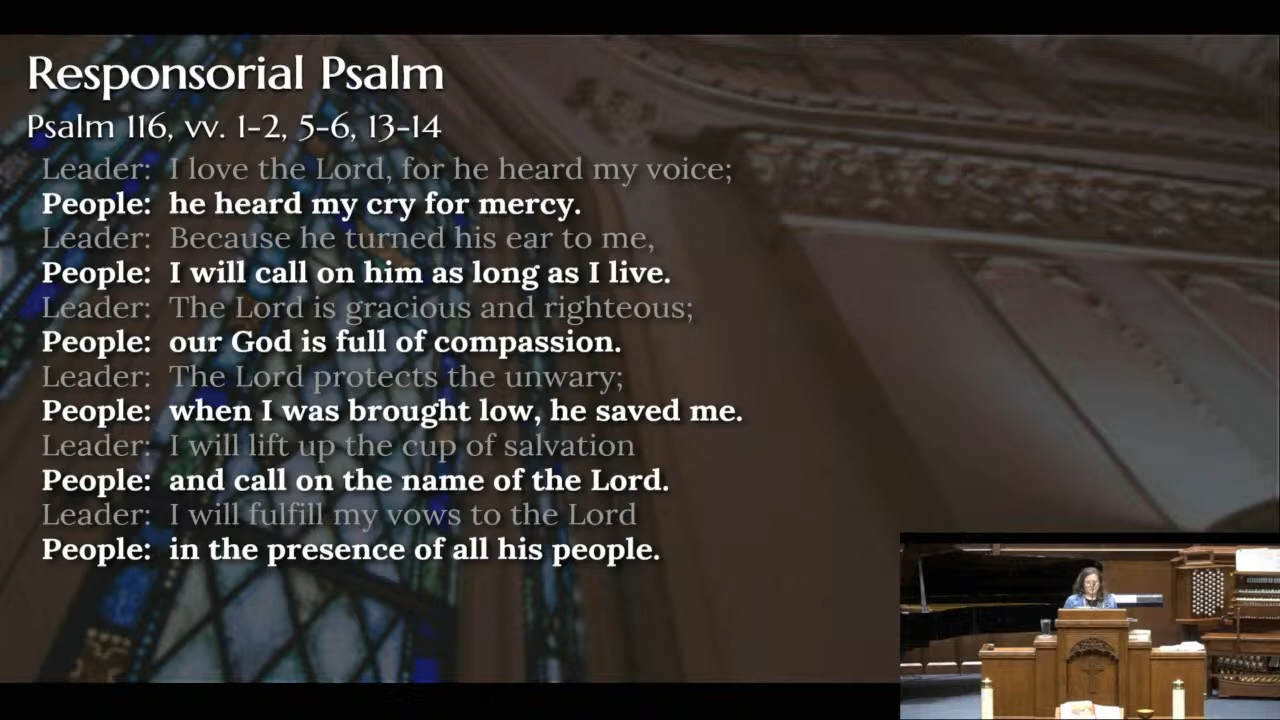 Responsorial Psalm
Psalm 116, vv. 1-2, 5-6, 13-14
Leader: I love the Lord, for he heard my voice;
People: he heard my cry for mercy.
Leader: Because he turned his ear to me,
People: I will call on him as long as I live.
Leader: The Lord is gracious and righteous;
People: our God is full of compassion.
Leader: The Lord protects the unwary;
People: when I was brought low, he saved me.
Leader: I will lift up the cup of salvation
People: and call on the name of the Lord.
Leader: I will fulfill my vows to the Lord
People: in the presence of all his people.